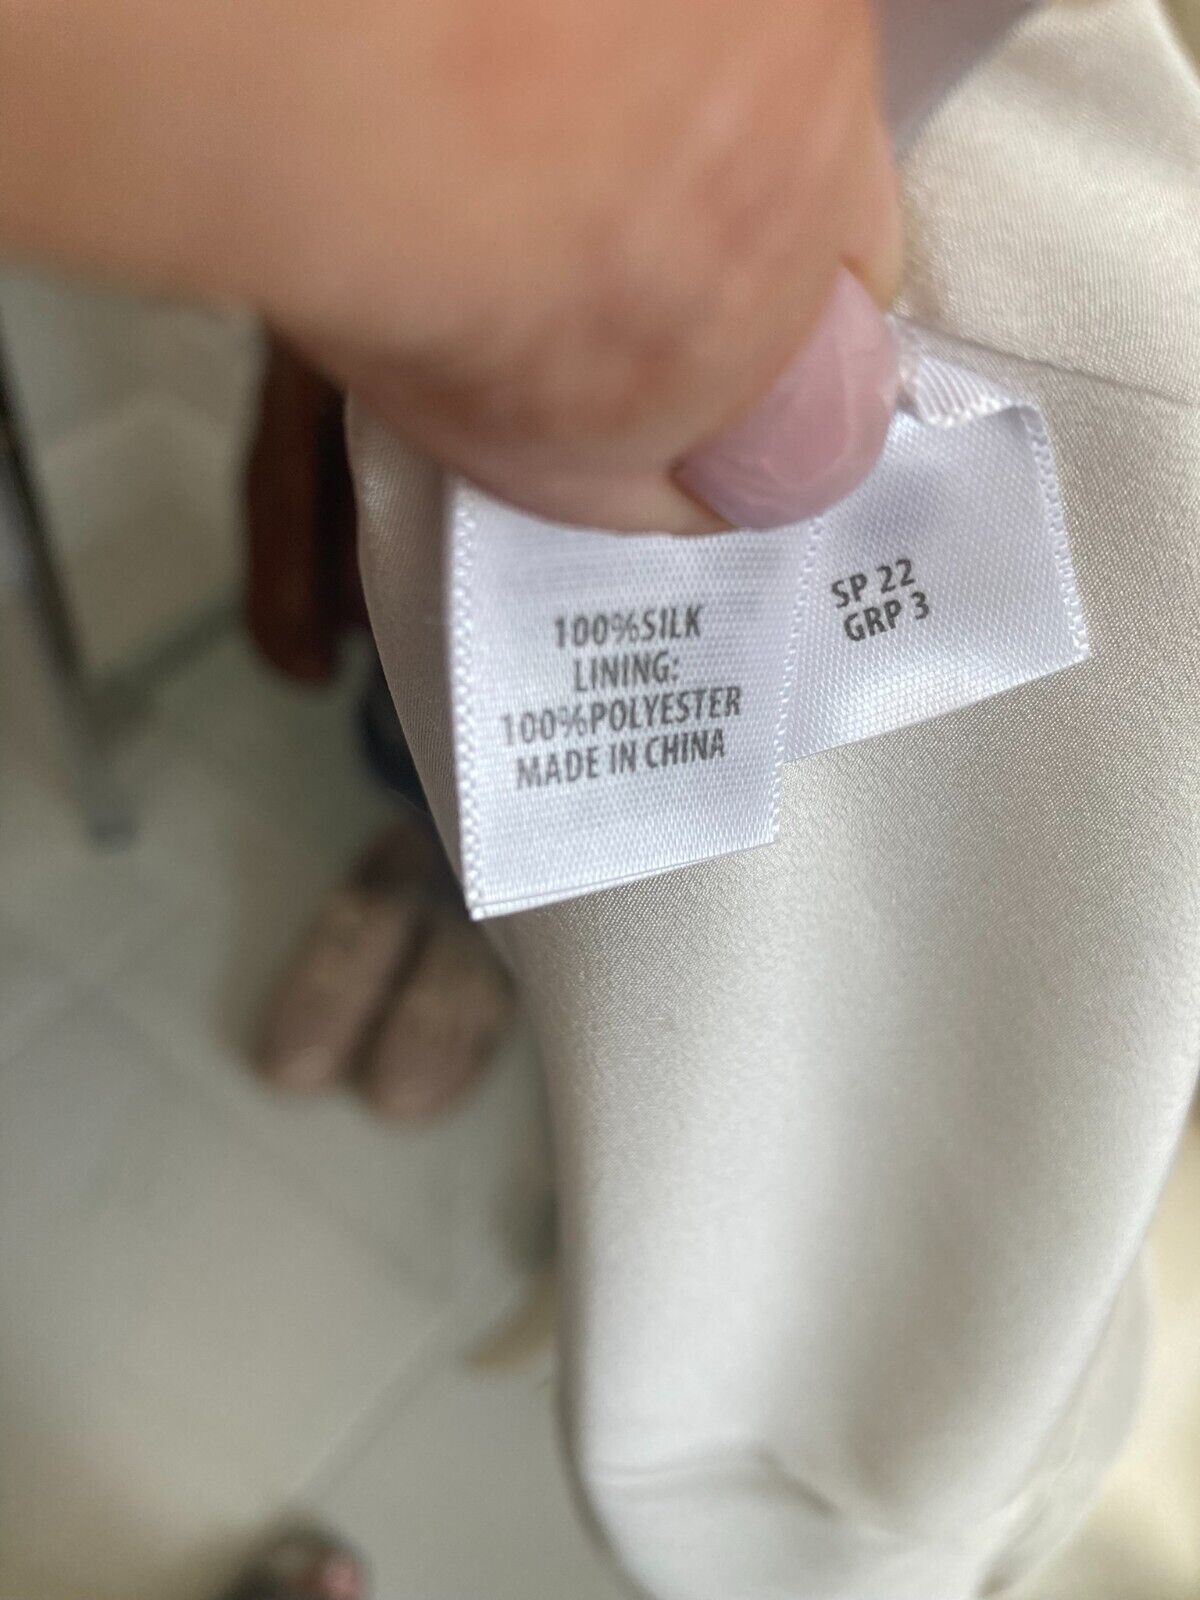 100%SILK
LINING:
100%POLYESTER
MADE IN CHINA
SP 22
GRP 3